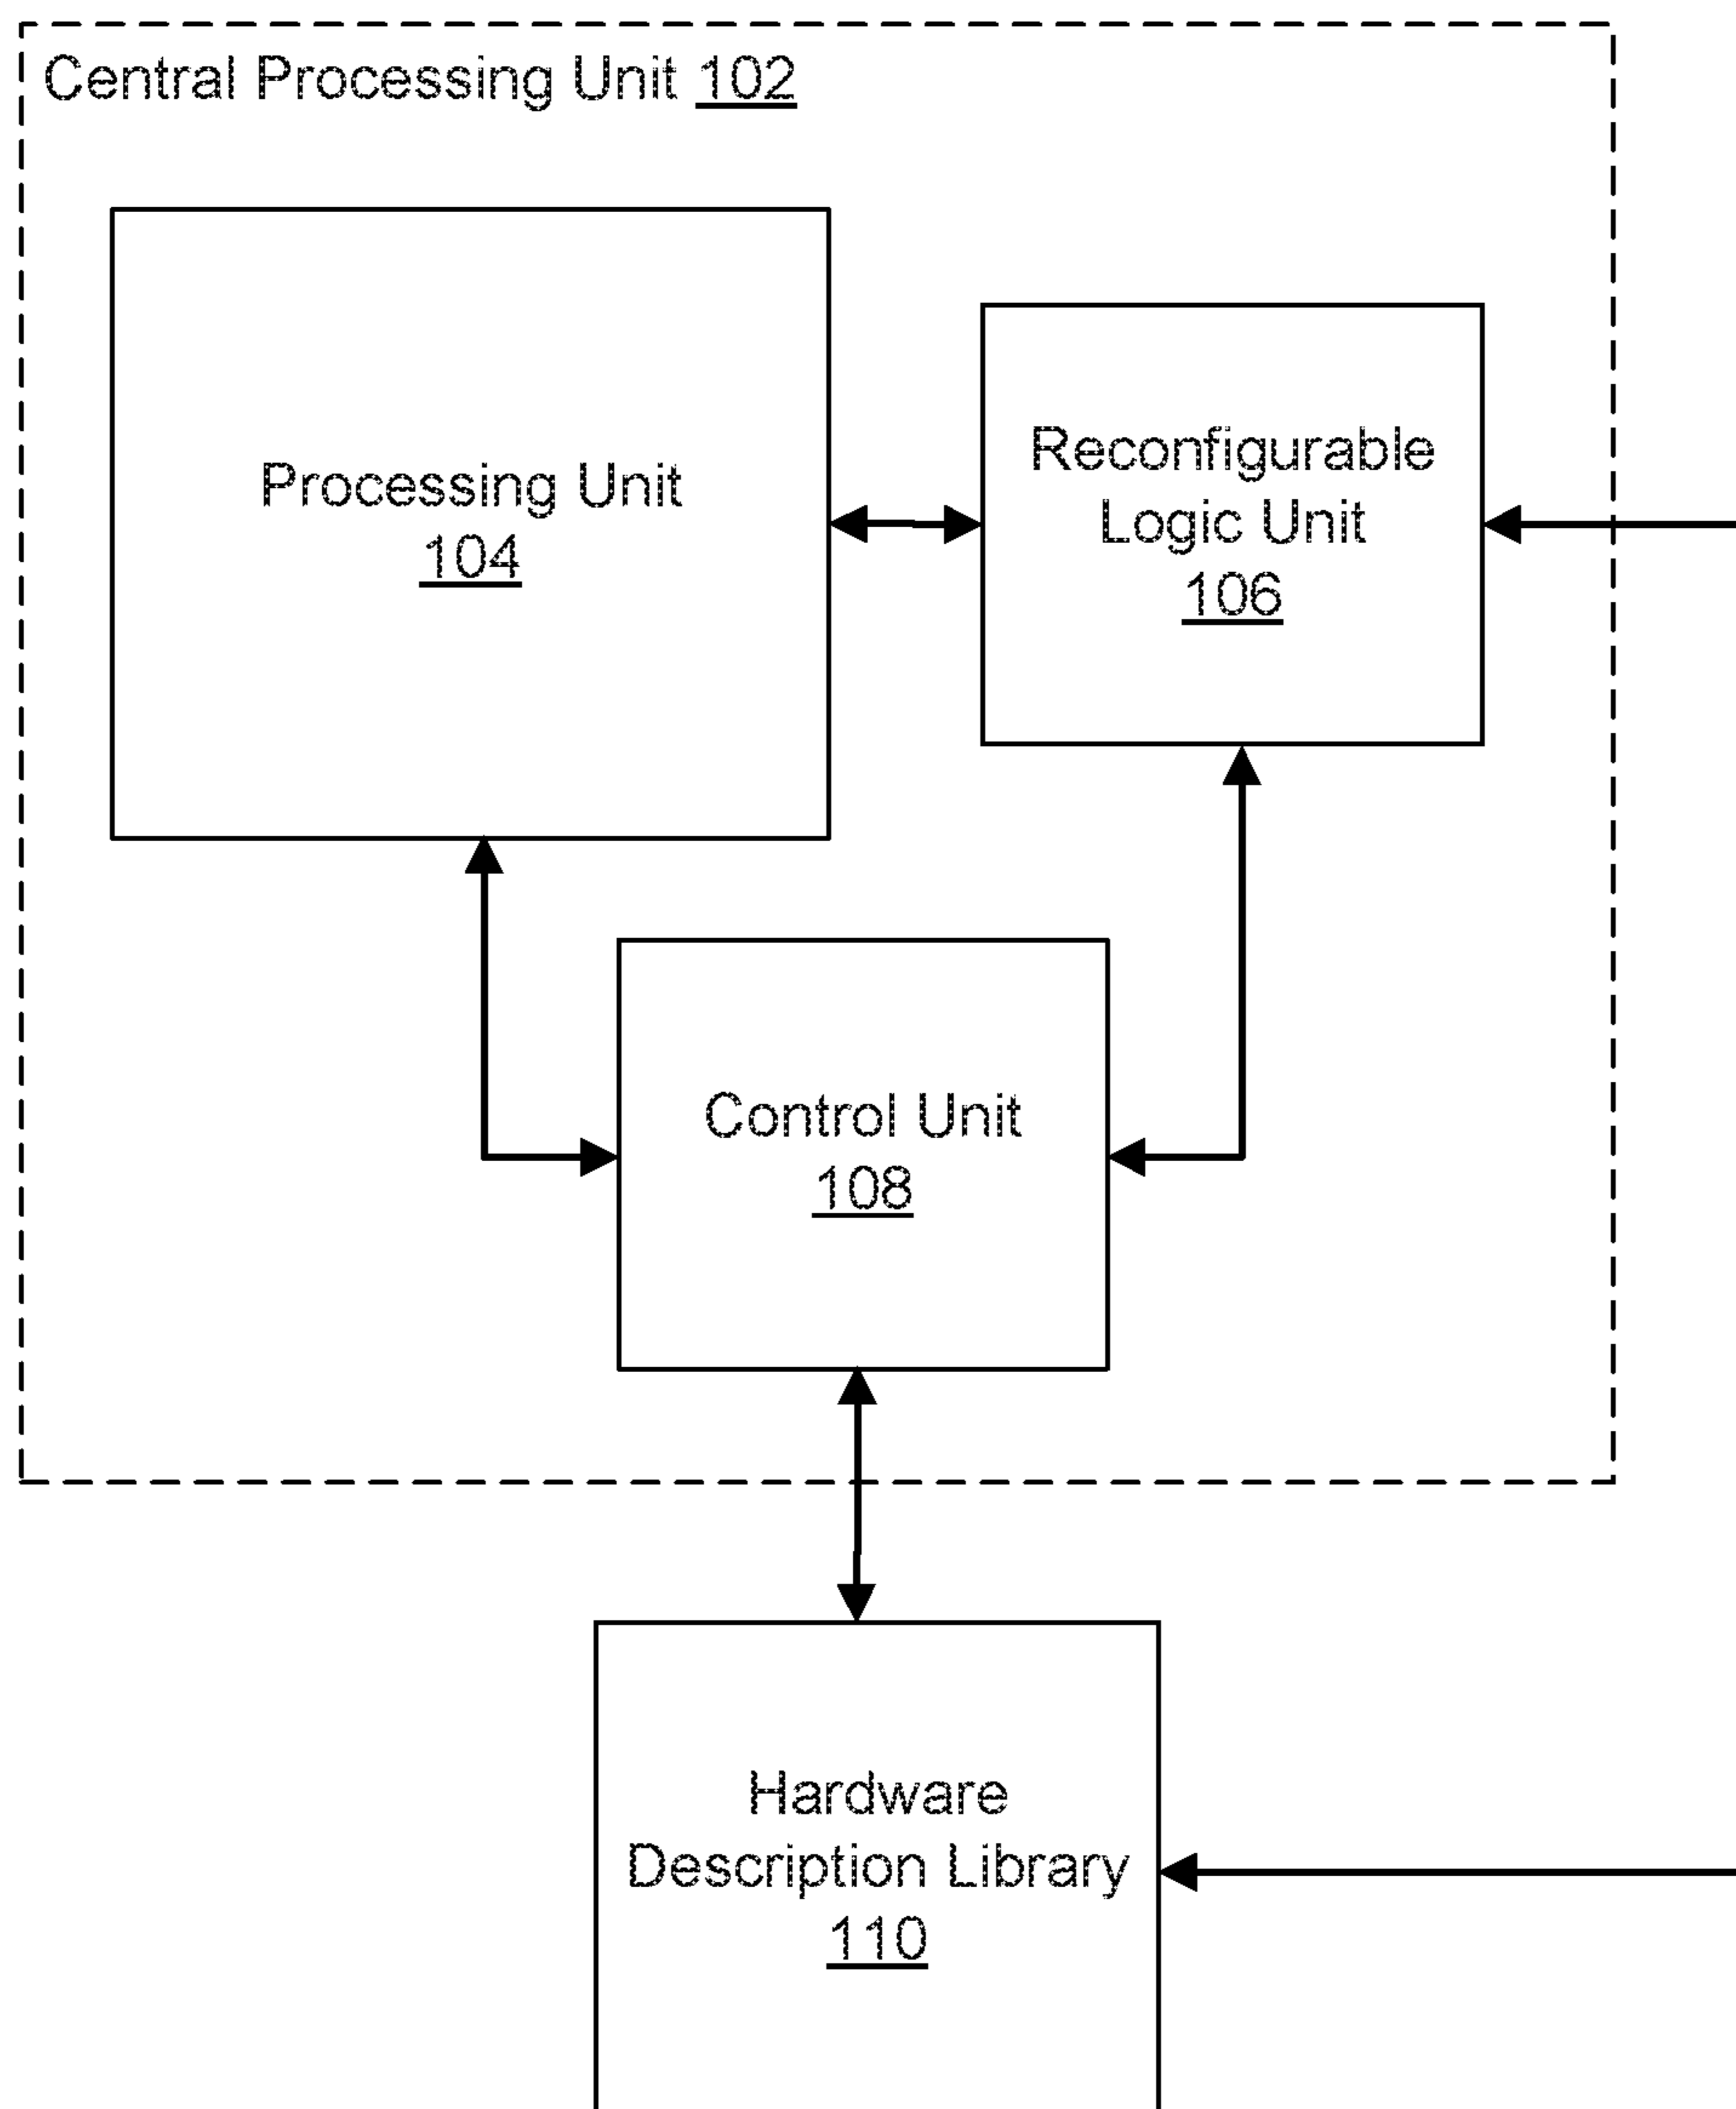 Central Processing Unit 102
Processing Unit
104
Reconfigurable
Logic Unit
106
Control Unit
108
Hardware
Description Library
110